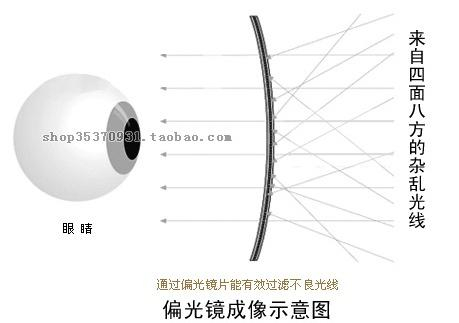 来自四面八方的杂乱光线
shop35370931.taobao.com
眼 睛
通过偏光镜片能有效过滤不良光线
偏光镜成像示意图